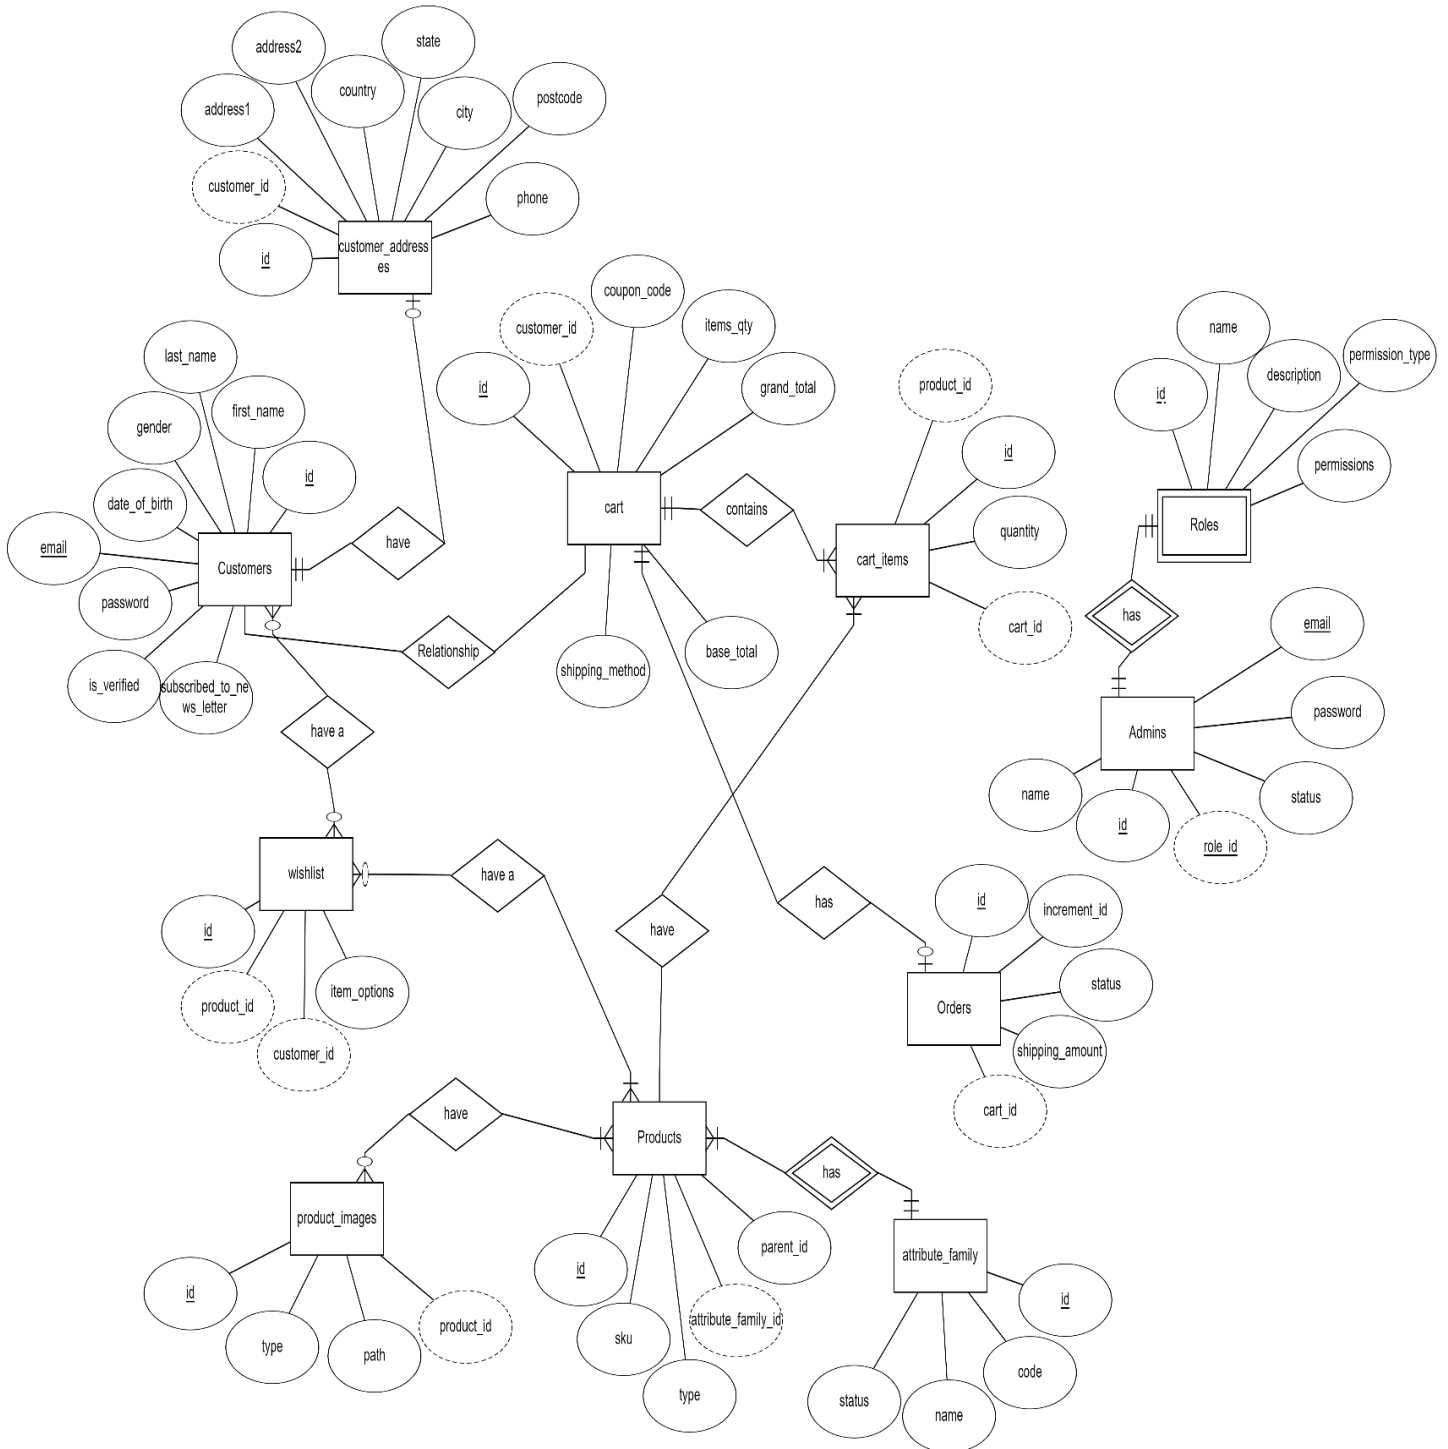 address2
state
country
postcode
address1
city
customer_id
phone
customer_address
es
id
coupon_code
customer_id
items_qty
name
permission_type
last_name
id
grand_total
product_id
description
id
first_name
gender
id
id
permissions
date_of_birth
cart
contains
Roles
email
have
quantity
Customers
cart_items
password
has
email
cart_id
Relationship
base_total
is_verified
subscribed_to_ne
ws_letter
shipping_method
password
have a
Admins
name
status
id
role_id
wishlist
have a
has
id
increment_id
id
have
product_id
item_options
status
Orders
customer_id
shipping_amount
cart_id
have
Products
has
product_images
parent_id
attribute_family
id
id
id
product_id
attribute_family_id
type
path
sku
code
type
status
name